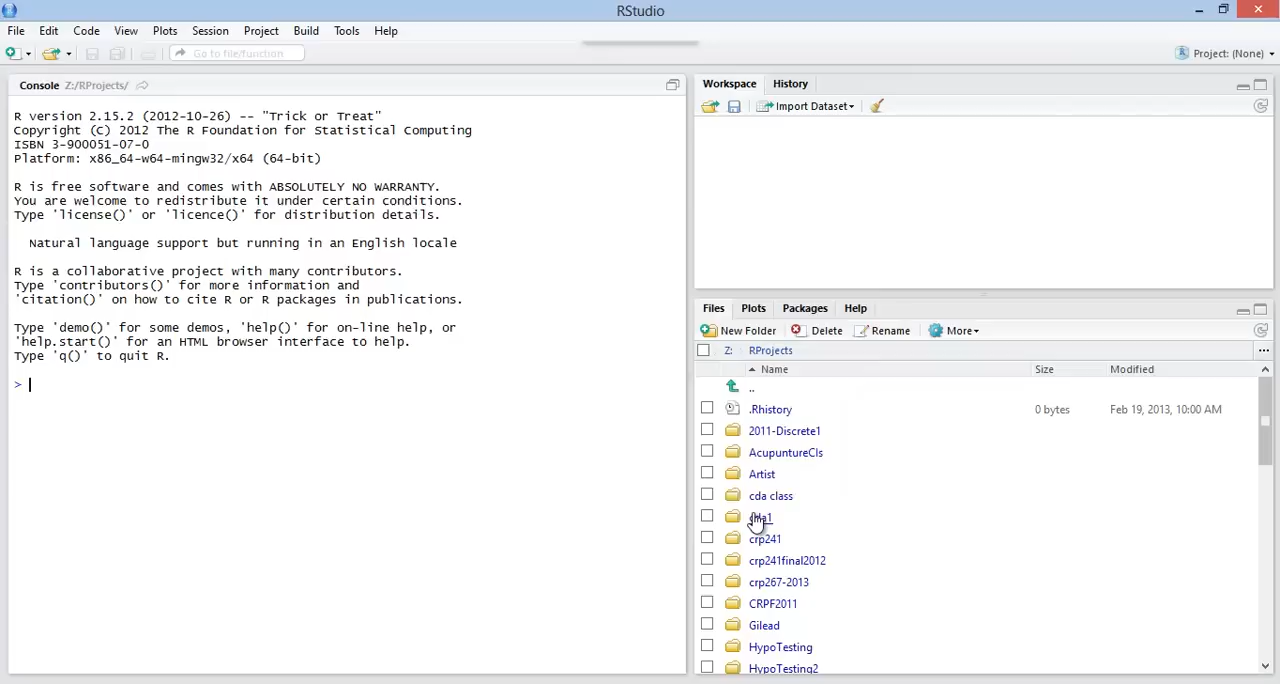 RStudio
File Edit Code View Plots Session Project Build Tools Help
Go to file/function
Project: (None)
Console Z:/RProjects/
R version 2.15.2 (2012-10-26) -- "Trick or Treat"
Copyright (C) 2012 The R Foundation for Statistical Computing
ISBN 3-900051-07-0
Platform: x86_64-w64-mingw32/x64 (64-bit)
R is free software and comes with ABSOLUTELY NO WARRANTY.
You are welcome to redistribute it under certain conditions.
Type 'license()' or 'licence()' for distribution details.
Natural language support but running in an English locale
R is a collaborative project with many contributors.
Type 'contributors()' for more information and
'citation()' on how to cite R or R packages in publications.
Type 'demo()' for some demos, 'help()' for on-line help, or
'help.start()' for an HTML browser interface to help.
Type 'q()' to quit R.
>
Workspace History
Import Dataset
Files Plots Packages Help
New Folder Delete Rename More
Z: RProjects ...
Name Size Modified
..
.Rhistory 0 bytes Feb 19, 2013, 10:00 AM
2011-Discrete1
AcupunctureCIs
Artist
cda class
crp241
crp241final2012
crp267-2013
CRPF2011
Gilead
HypoTesting
HypoTesting2